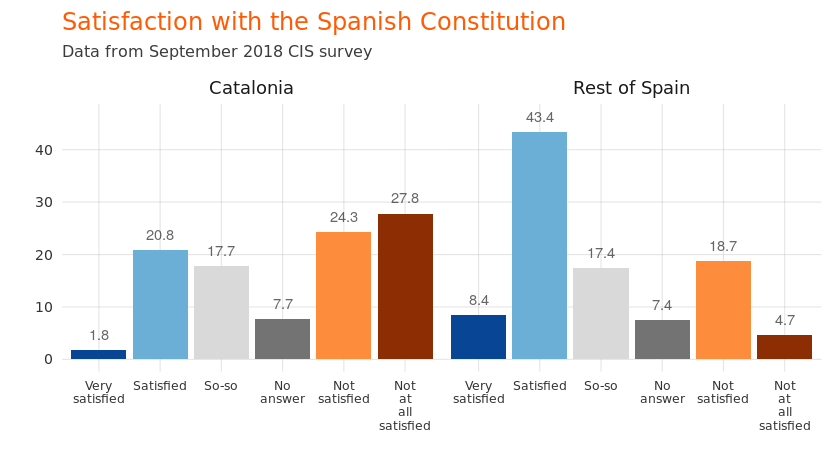 Satisfaction with the Spanish Constitution
Data from September 2018 CIS survey
Catalonia
Rest of Spain
40
30
20
10
0
1.8
20.8
17.7
7.7
24.3
27.8
8.4
43.4
17.4
7.4
18.7
4.7
Very
satisfied
Satisfied
So-so
No
answer
Not
satisfied
Not
at
all
satisfied
Very
satisfied
Satisfied
So-so
No
answer
Not
satisfied
Not
at
all
satisfied